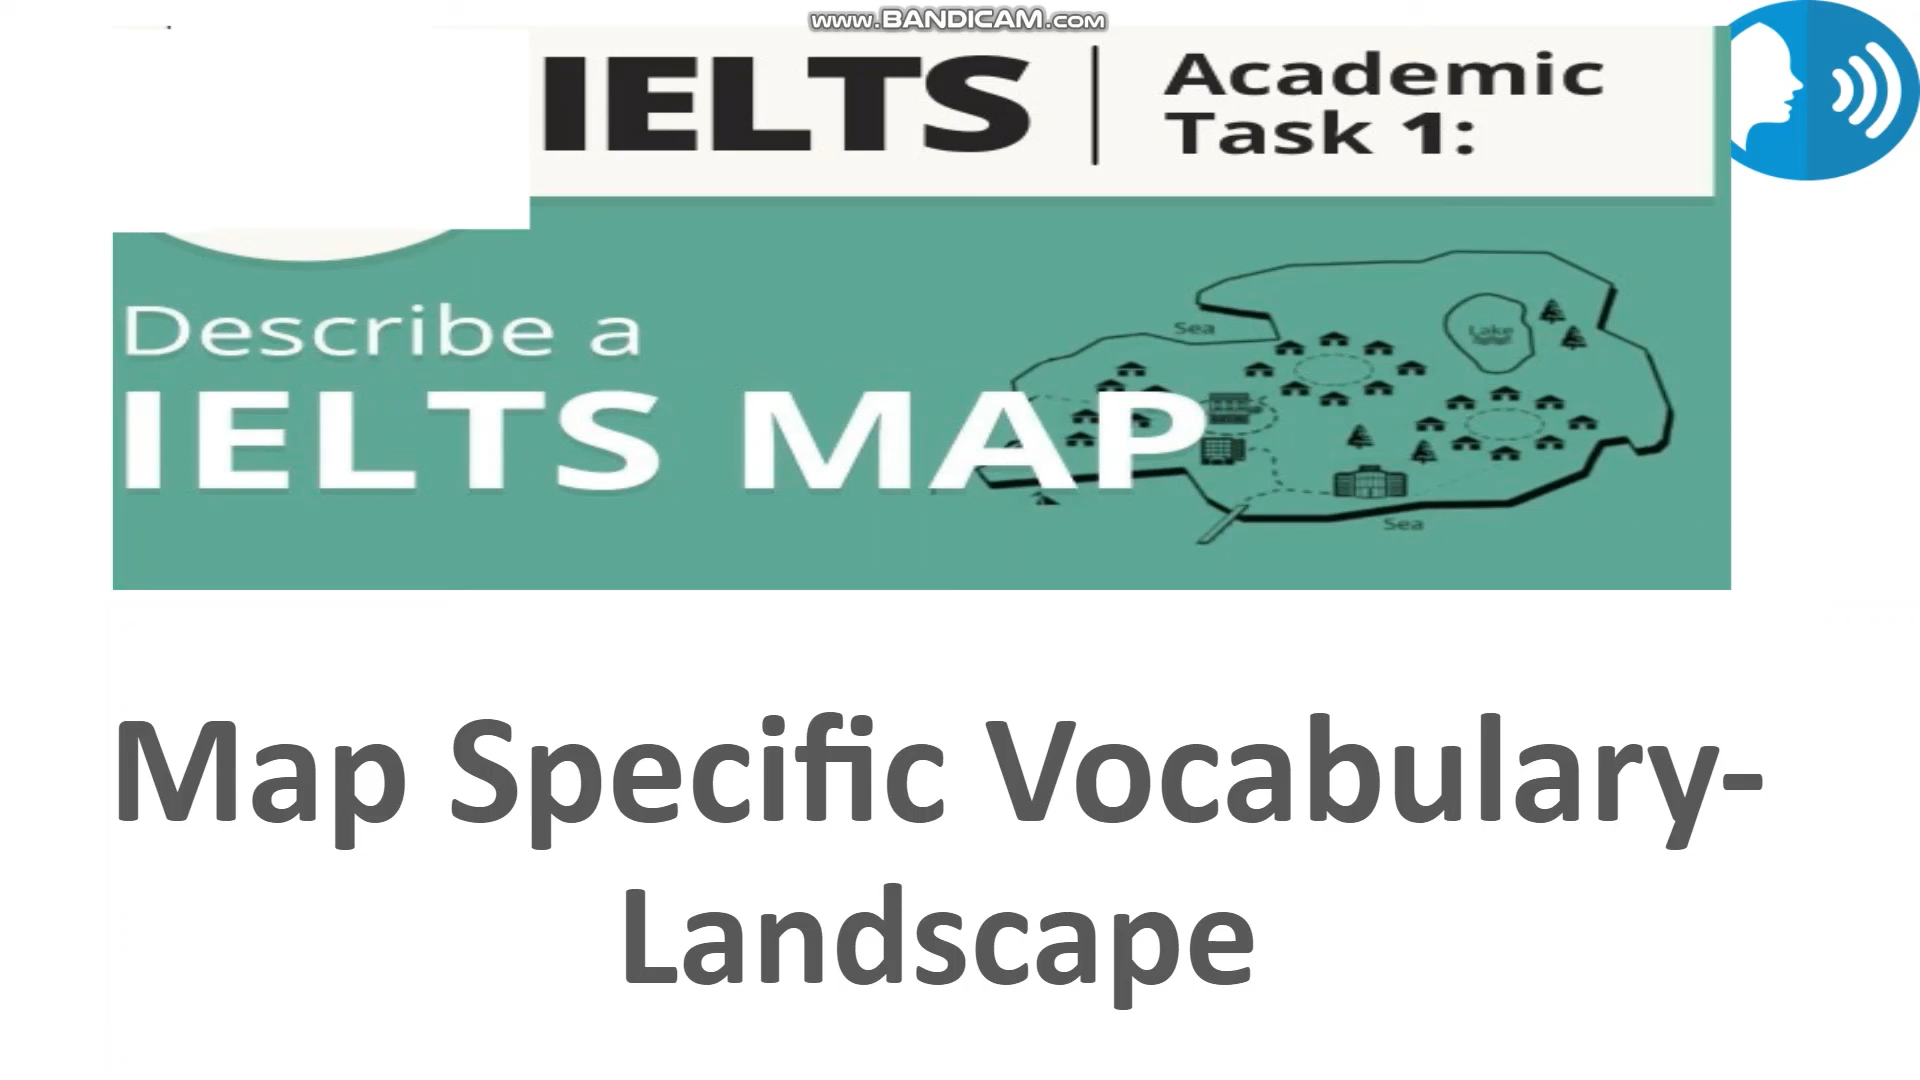 www.BANDICAM.com
IELTS
Academic
Task 1:
Describe a
IELTS MAP
Sea
Lake
Sea
Map Specific Vocabulary-
Landscape